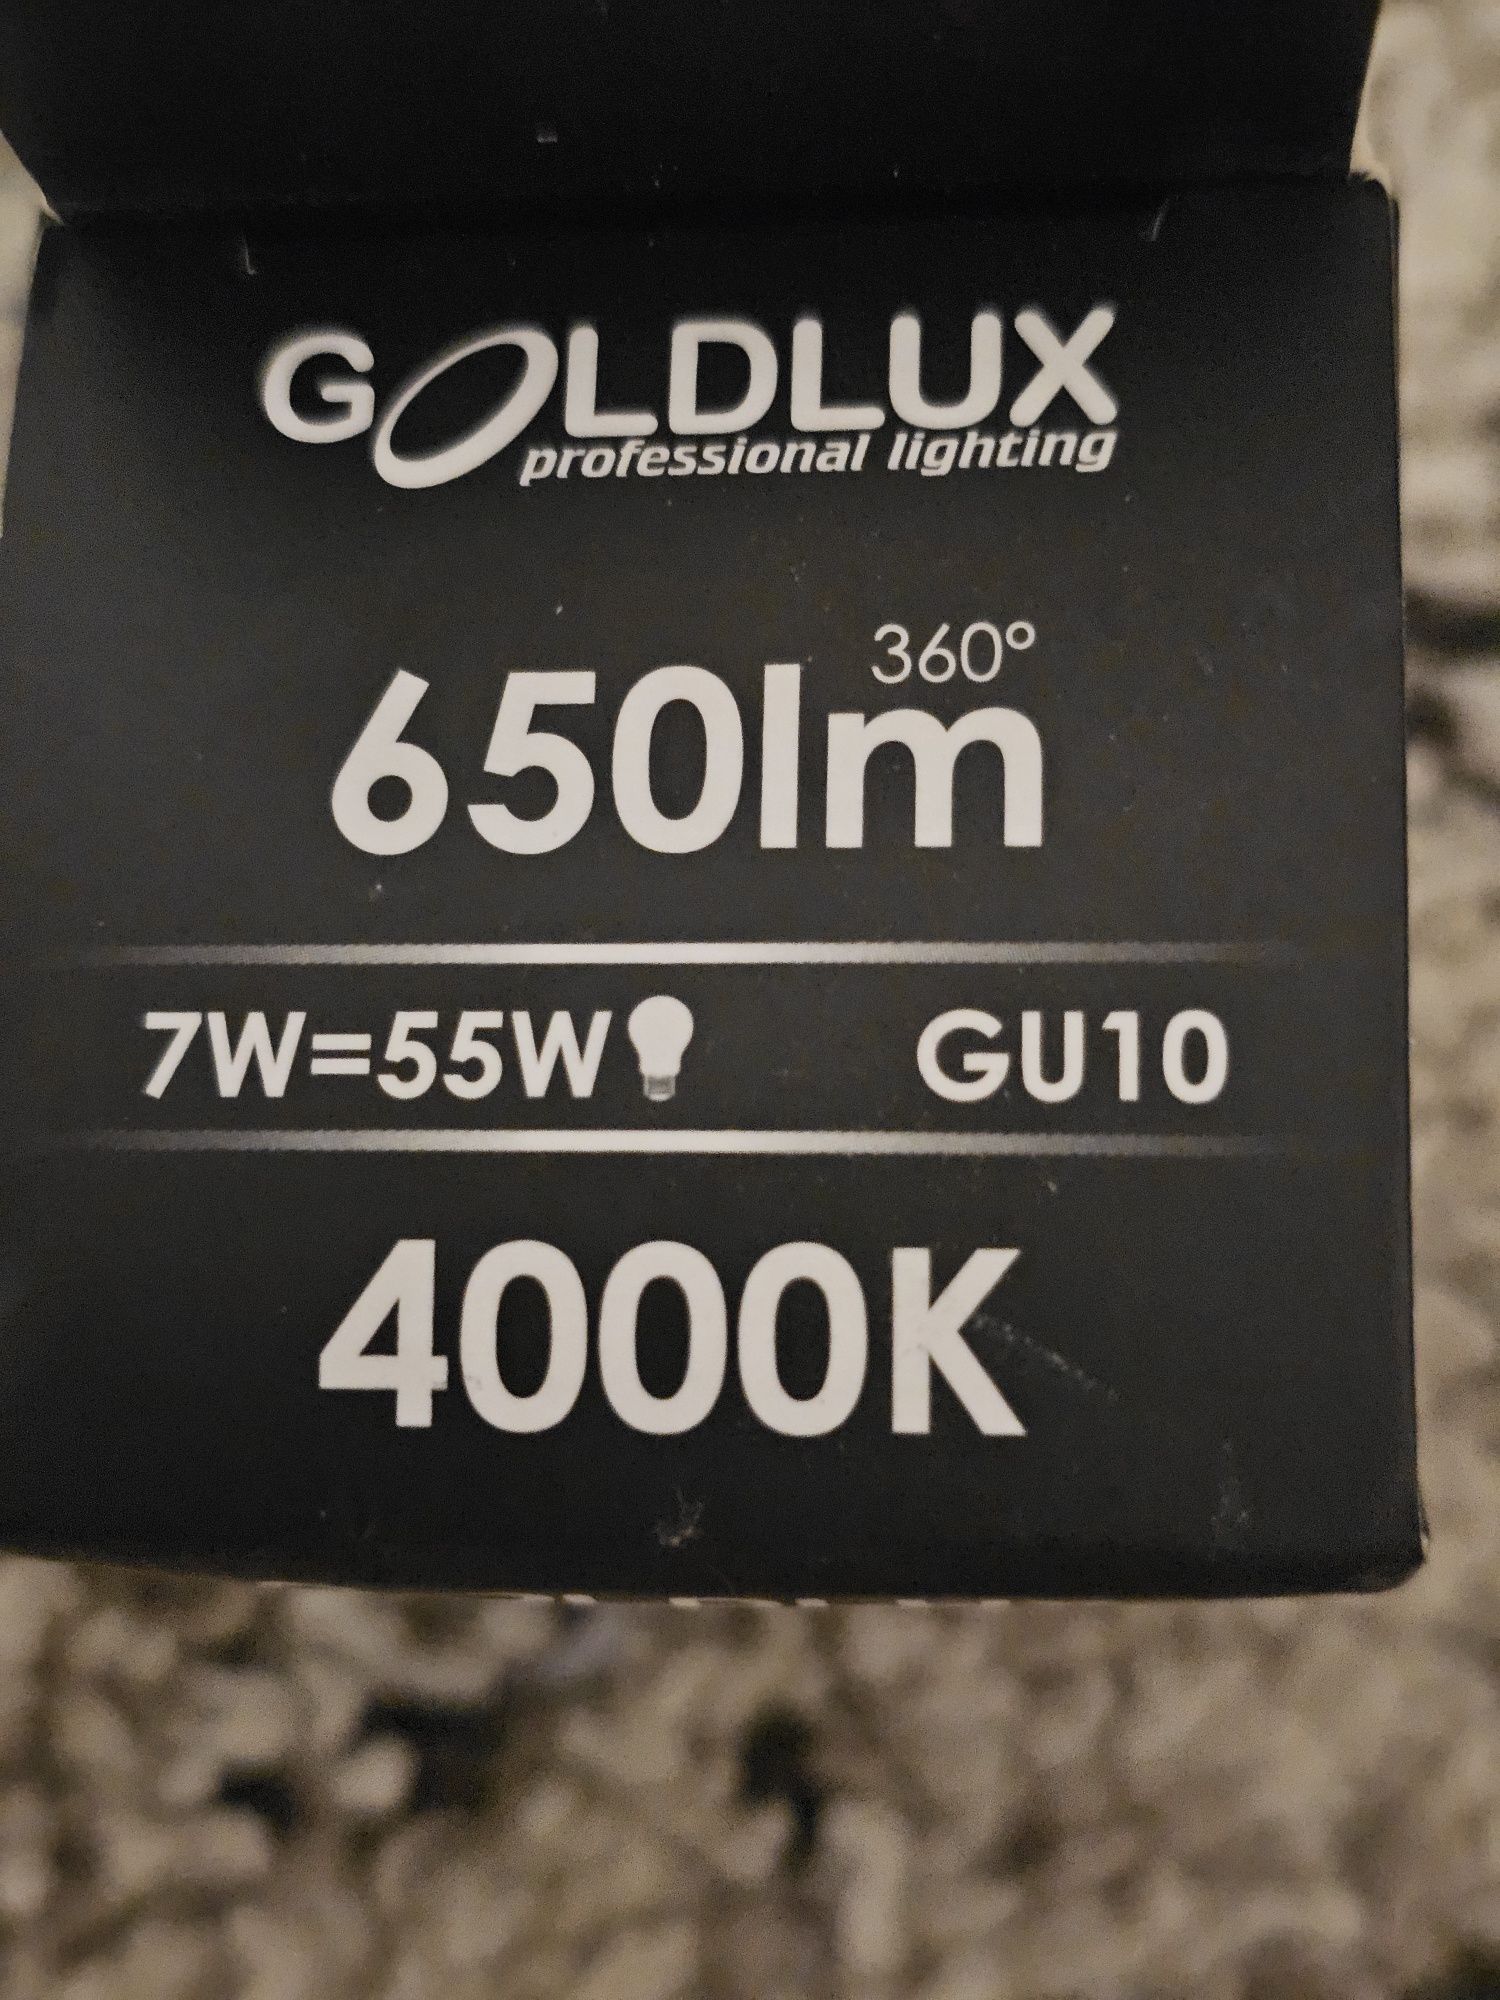 GOLDLUX
professional lighting
360°
650lm
7W=55W GU10
4000K